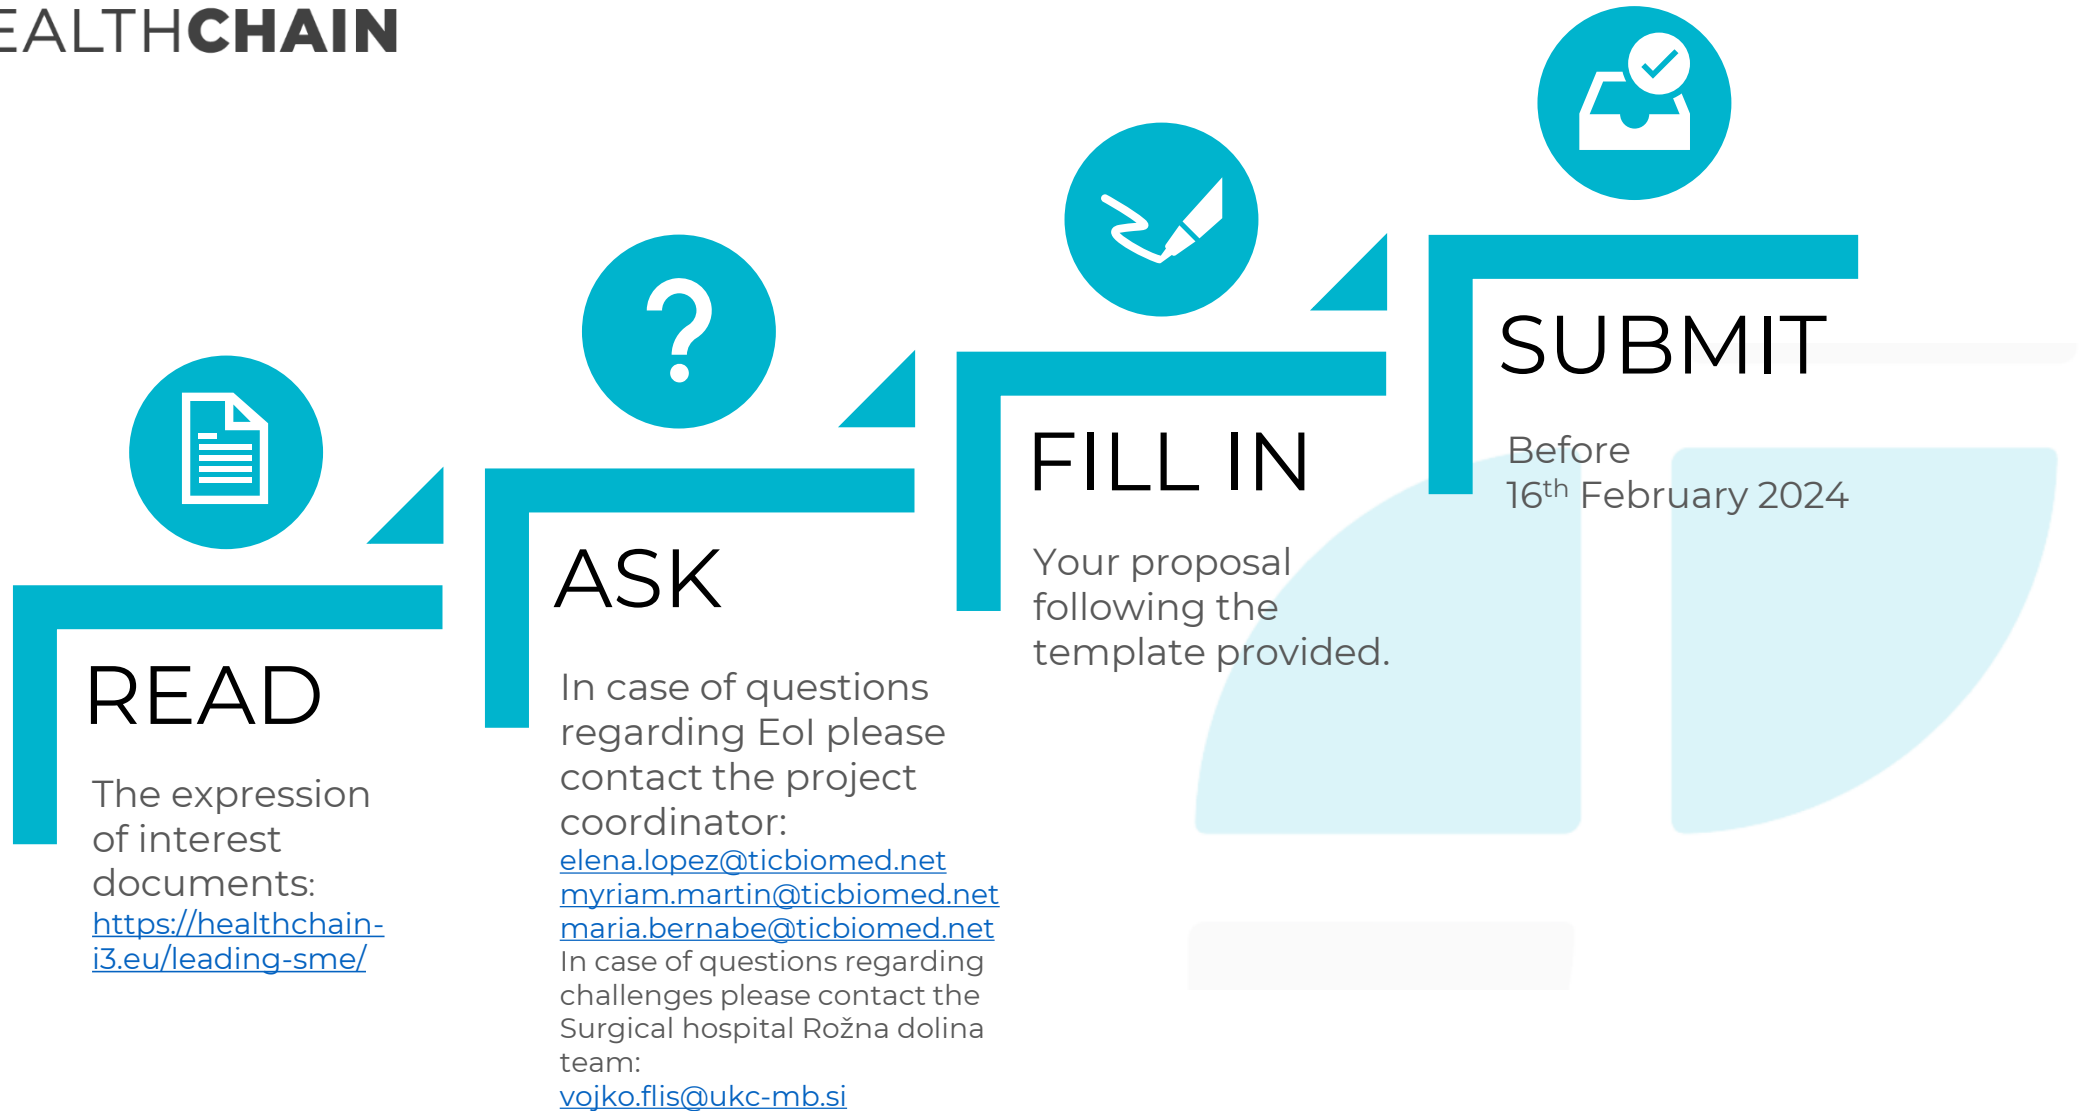 EALTHCHAIN
READ
The expression
of interest
documents:
https://healthchain-
i3.eu/leading-sme/
ASK
In case of questions
regarding EoI please
contact the project
coordinator:
elena.lopez@ticbiomed.net
myriam.martin@ticbiomed.net
maria.bernabe@ticbiomed.net
In case of questions regarding
challenges please contact the
Surgical hospital Rožna dolina
team:
vojko.flis@ukc-mb.si
FILL IN
Your proposal
following the
template provided.
SUBMIT
Before
16th February 2024